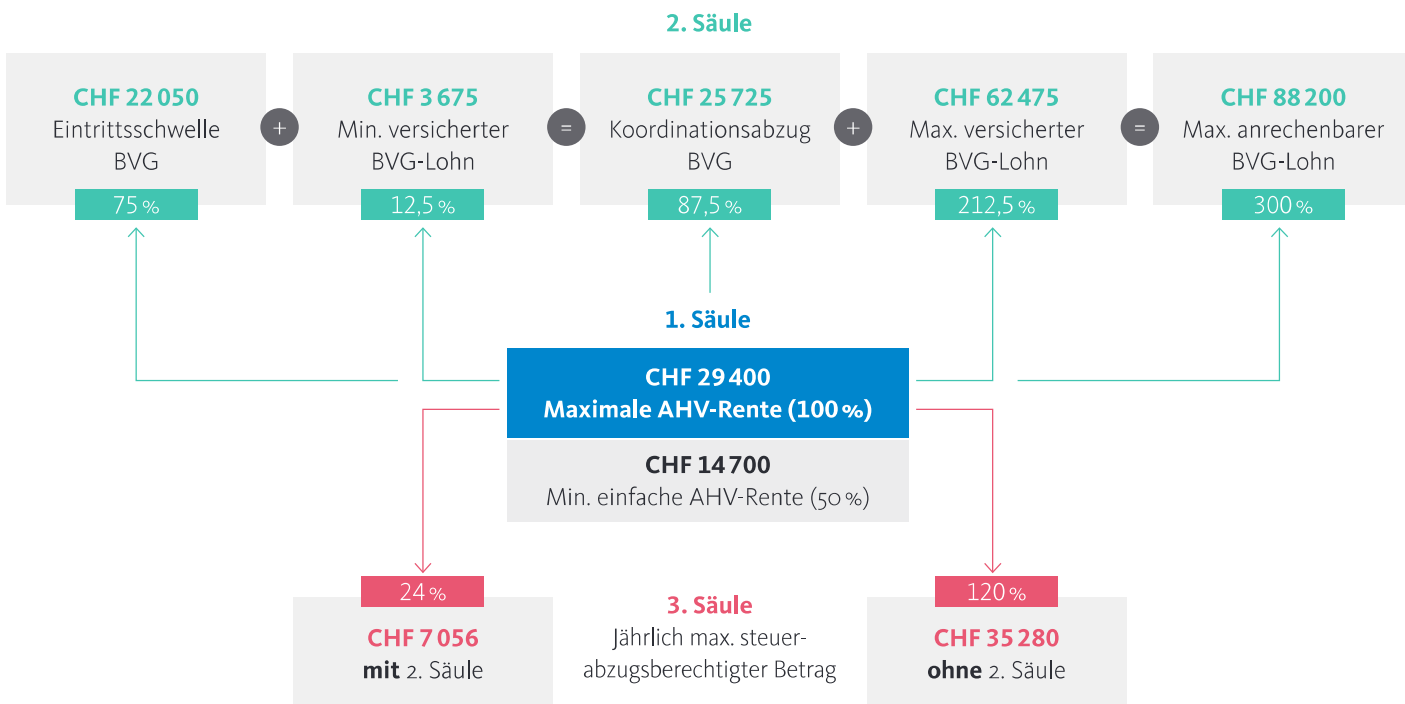 2. Säule
CHF 22 050
Eintrittsschwelle
BVG
75 %
+
CHF 3 675
Min. versicherter
BVG-Lohn
12,5 %
=
CHF 25 725
Koordinationsabzug
BVG
87,5 %
+
CHF 62 475
Max. versicherter
BVG-Lohn
212,5 %
=
CHF 88 200
Max. anrechenbarer
BVG-Lohn
300 %
1. Säule
CHF 29 400
Maximale AHV-Rente (100 %)
CHF 14 700
Min. einfache AHV-Rente (50 %)
24 %
CHF 7 056
mit 2. Säule
3. Säule
Jährlich max. steuer-
abzugsberechtigter Betrag
120 %
CHF 35 280
ohne 2. Säule